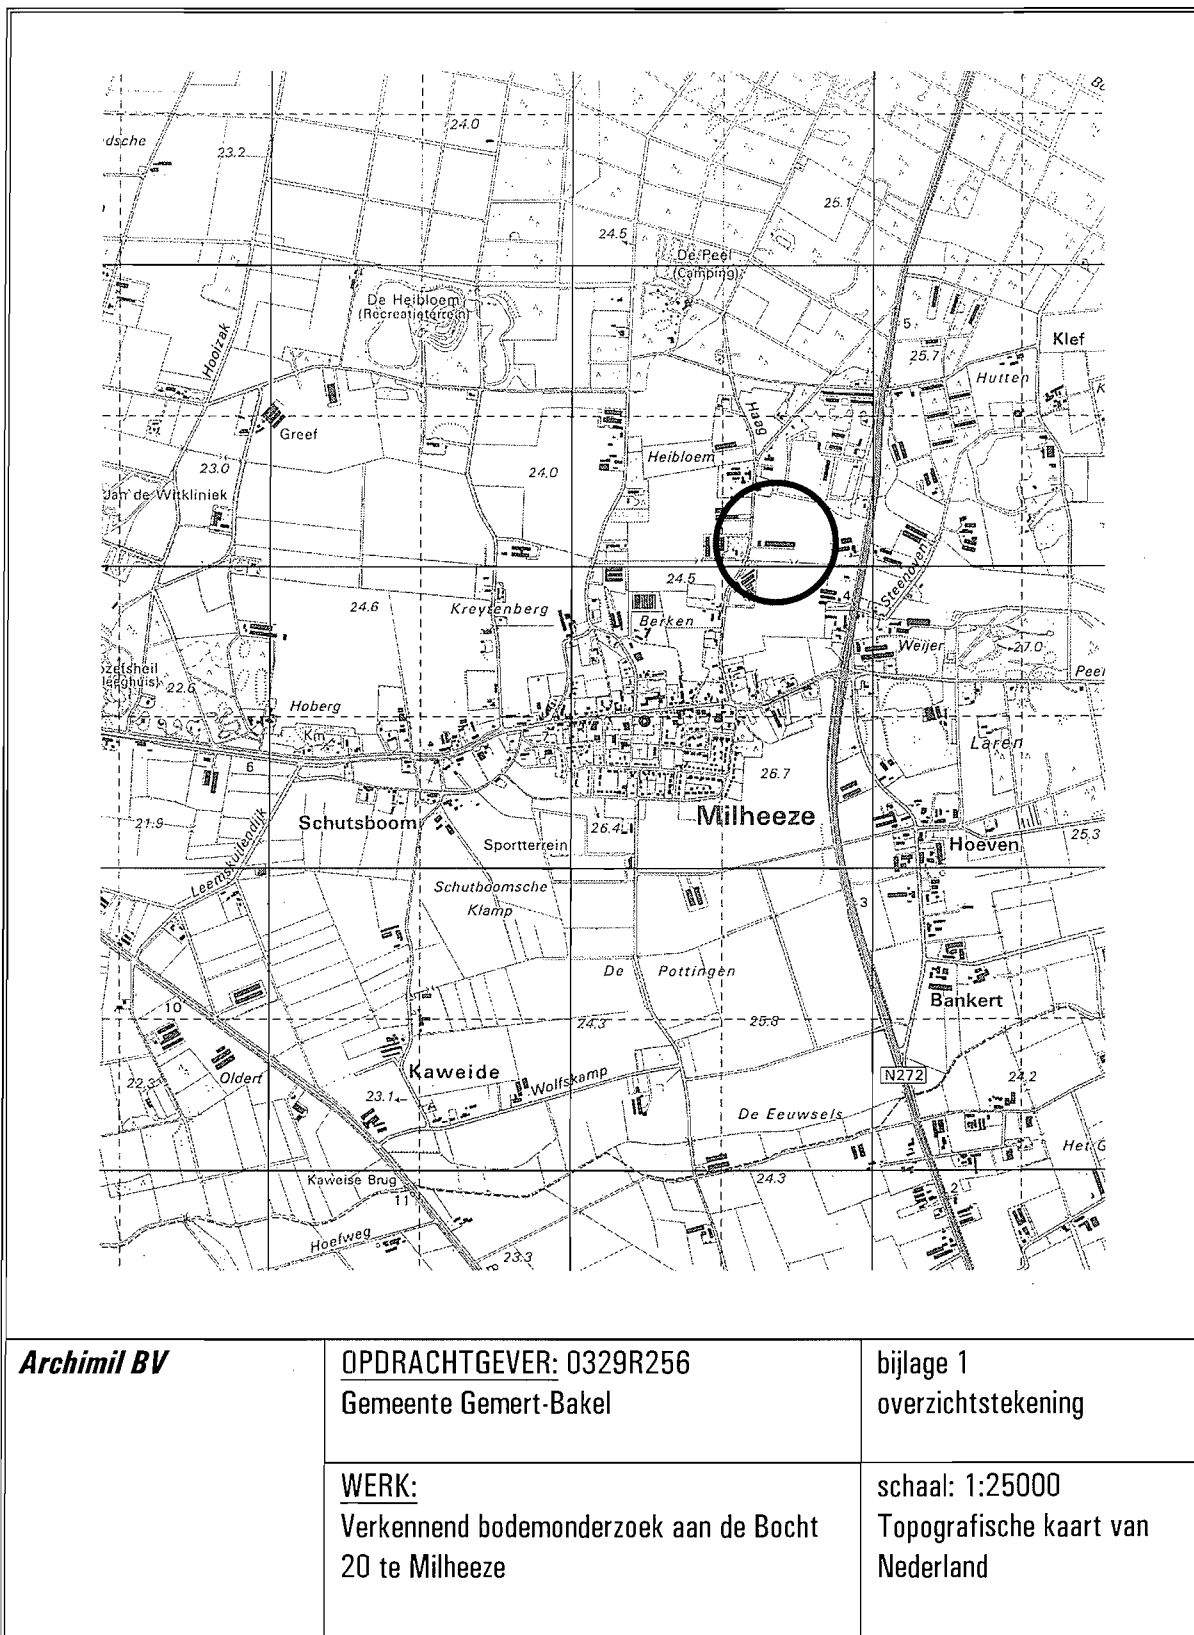 dsche
24.0
23.2
25.1
24.5
De Peel
(Camping)
De Heibloem
(Recreatieterrein)
Hoolzak
5
25.7
Klef
Hutten
Haag
Greef
Heibloem
23.0
24.0
Jan de Witkliniek
Steenoven
24.5
24.6
Kreytenberg
Berken
4
Weijer
27.0
Peel
zefsheil
leeghuis)
22.6
Hoberg
Km
6
Laren
26.7
21.9
Schutsboom
Milheeze
26.4
Sportterrein
Hoeven
25.3
Leemskuilendijk
Schutboomsche
Klamp
3
De Pottingen
Bankert
10
24.3
25.8
Oldert
22.3
Kaweide
Wolfskamp
N272
24.2
23.1
De Eeuwsels
Het G
Kaweise Brug
11
24.3
2
Hoefweg
23.3
Archimil BV
OPDRACHTGEVER: 0329R256
Gemeente Gemert-Bakel
bijlage 1
overzichtstekening
WERK:
Verkennend bodemonderzoek aan de Bocht
20 te Milheeze
schaal: 1:25000
Topografische kaart van
Nederland